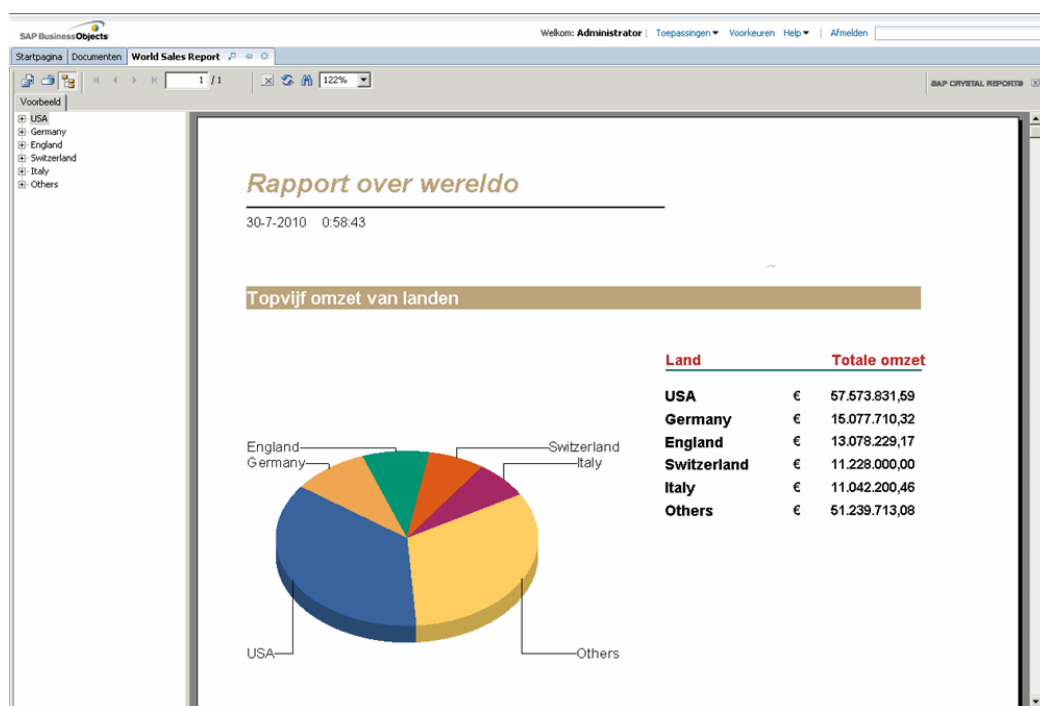 SAP BusinessObjects
Welkom: Administrator | Toepassingen Voorkeuren Help | Afmelden
Startpagina Documenten World Sales Report
1 /1 122%
SAP CRYSTAL REPORTS
Voorbeeld
USA
Germany
England
Switzerland
Italy
Others
Rapport over wereldo
30-7-2010 0:58:43
Topvijf omzet van landen
Land Totale omzet
USA € 57.573.831,59
Germany € 15.077.710,32
England € 13.078.229,17
Switzerland € 11.228.000,00
Italy € 11.042.200,46
Others € 51.239.713,08
England
Switzerland
Germany
Italy
USA
Others